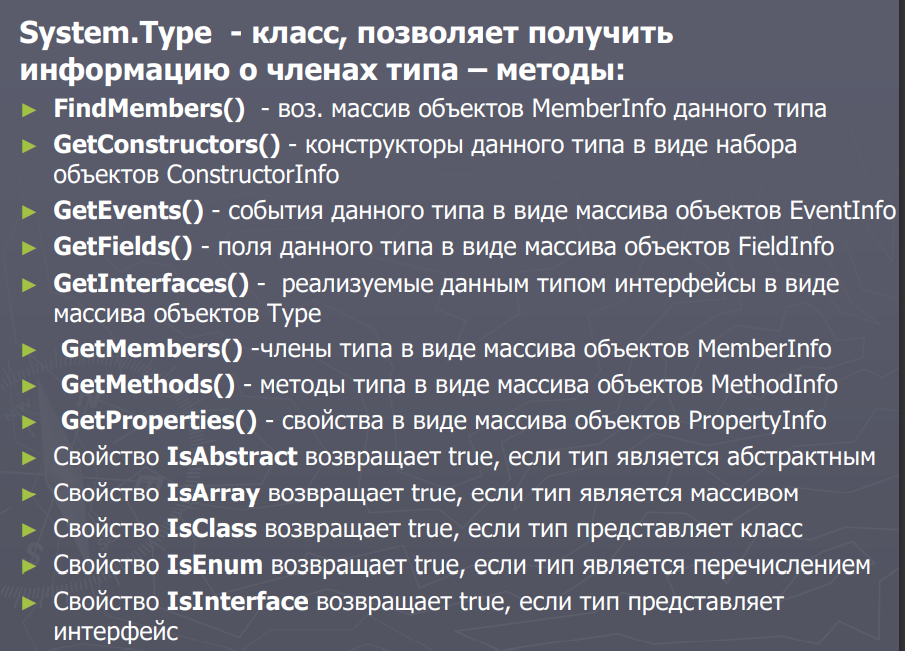 System.Type - класс, позволяет получить
информацию о членах типа – методы:
► FindMembers() - воз. массив объектов MemberInfo данного типа
► GetConstructors() - конструкторы данного типа в виде набора
объектов ConstructorInfo
► GetEvents() - события данного типа в виде массива объектов EventInfo
► GetFields() - поля данного типа в виде массива объектов FieldInfo
► GetInterfaces() - реализуемые данным типом интерфейсы в виде
массива объектов Type
► GetMembers() -члены типа в виде массива объектов MemberInfo
► GetMethods() - методы типа в виде массива объектов MethodInfo
► GetProperties() - свойства в виде массива объектов PropertyInfo
► Свойство IsAbstract возвращает true, если тип является абстрактным
► Свойство IsArray возвращает true, если тип является массивом
► Свойство IsClass возвращает true, если тип представляет класс
► Свойство IsEnum возвращает true, если тип является перечислением
► Свойство IsInterface возвращает true, если тип представляет
интерфейс